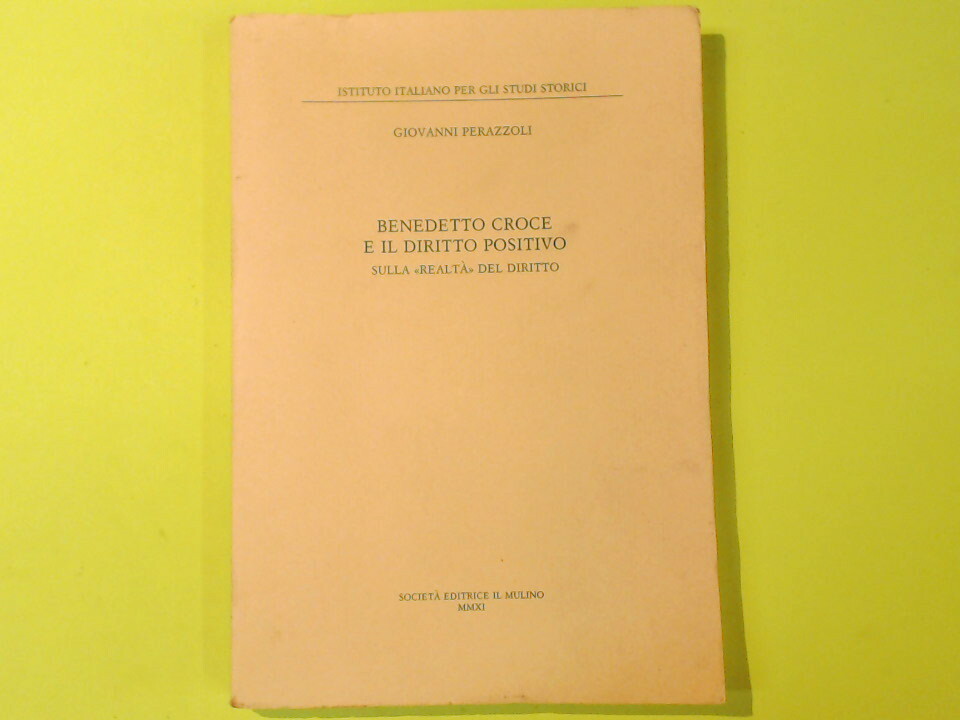 ISTITUTO ITALIANO PER GLI STUDI STORICI
GIOVANNI PERAZZOLI
BENEDETTO CROCE
E IL DIRITTO POSITIVO
SULLA «REALTÀ» DEL DIRITTO
SOCIETÀ EDITRICE IL MULINO
MMXI